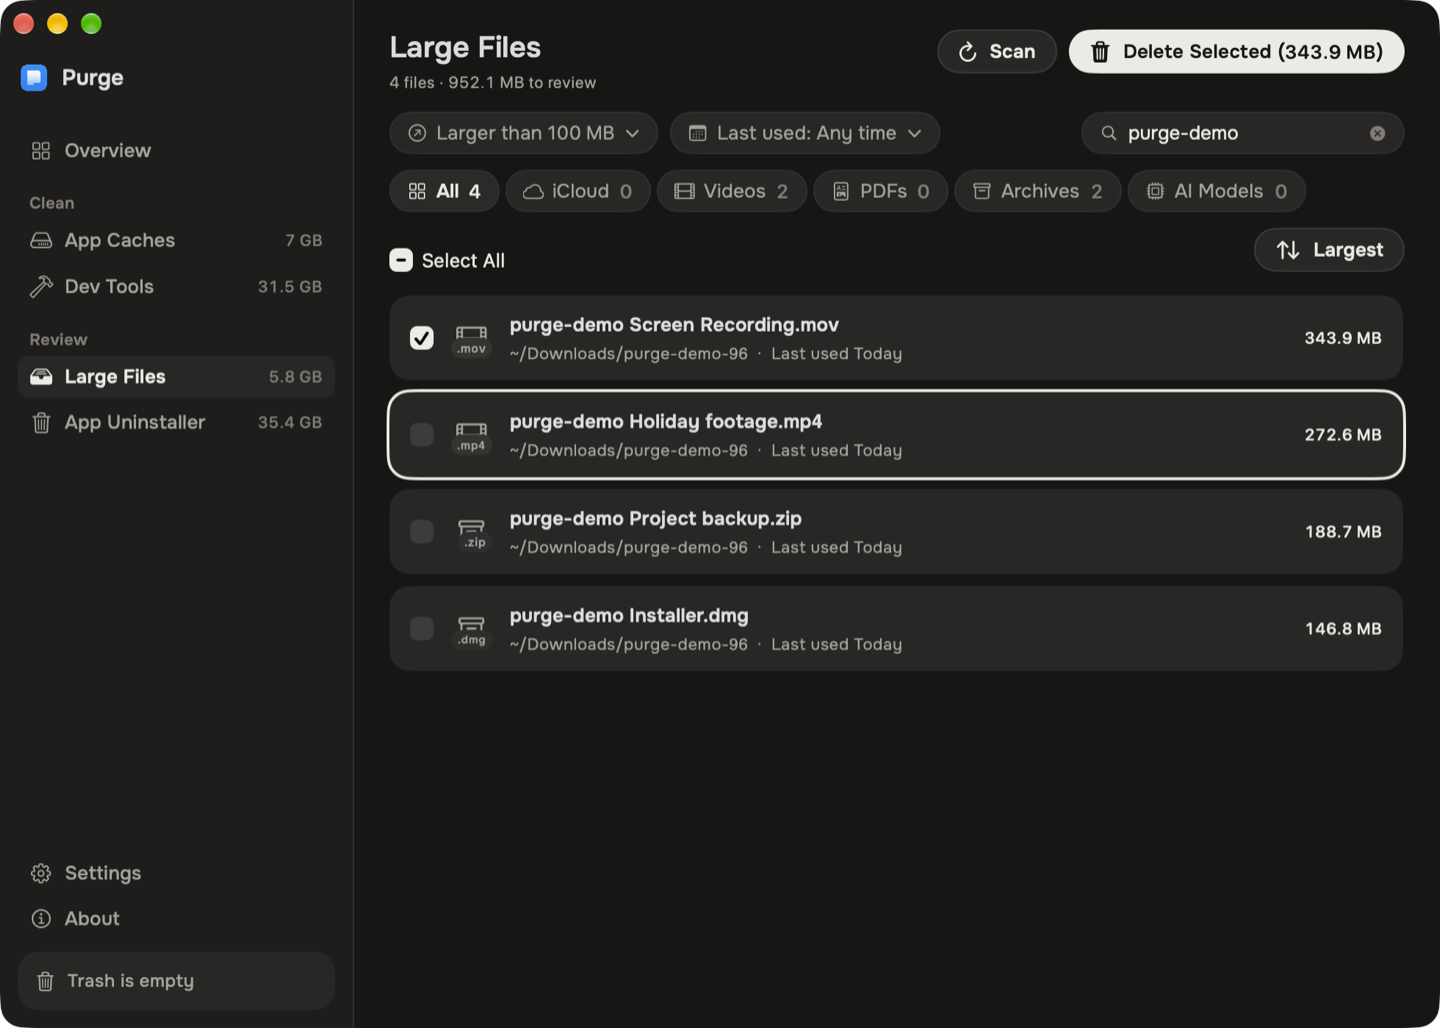 Purge
Overview
Clean
App Caches 7 GB
Dev Tools 31.5 GB
Review
Large Files 5.8 GB
App Uninstaller 35.4 GB
Settings
About
Trash is empty
Large Files
4 files · 952.1 MB to review
Scan
Delete Selected (343.9 MB)
Larger than 100 MB
Last used: Any time
purge-demo
All 4
iCloud 0
Videos 2
PDFs 0
Archives 2
AI Models 0
Select All
Largest
.mov
purge-demo Screen Recording.mov
~/Downloads/purge-demo-96 · Last used Today
343.9 MB
.mp4
purge-demo Holiday footage.mp4
~/Downloads/purge-demo-96 · Last used Today
272.6 MB
.zip
purge-demo Project backup.zip
~/Downloads/purge-demo-96 · Last used Today
188.7 MB
.dmg
purge-demo Installer.dmg
~/Downloads/purge-demo-96 · Last used Today
146.8 MB